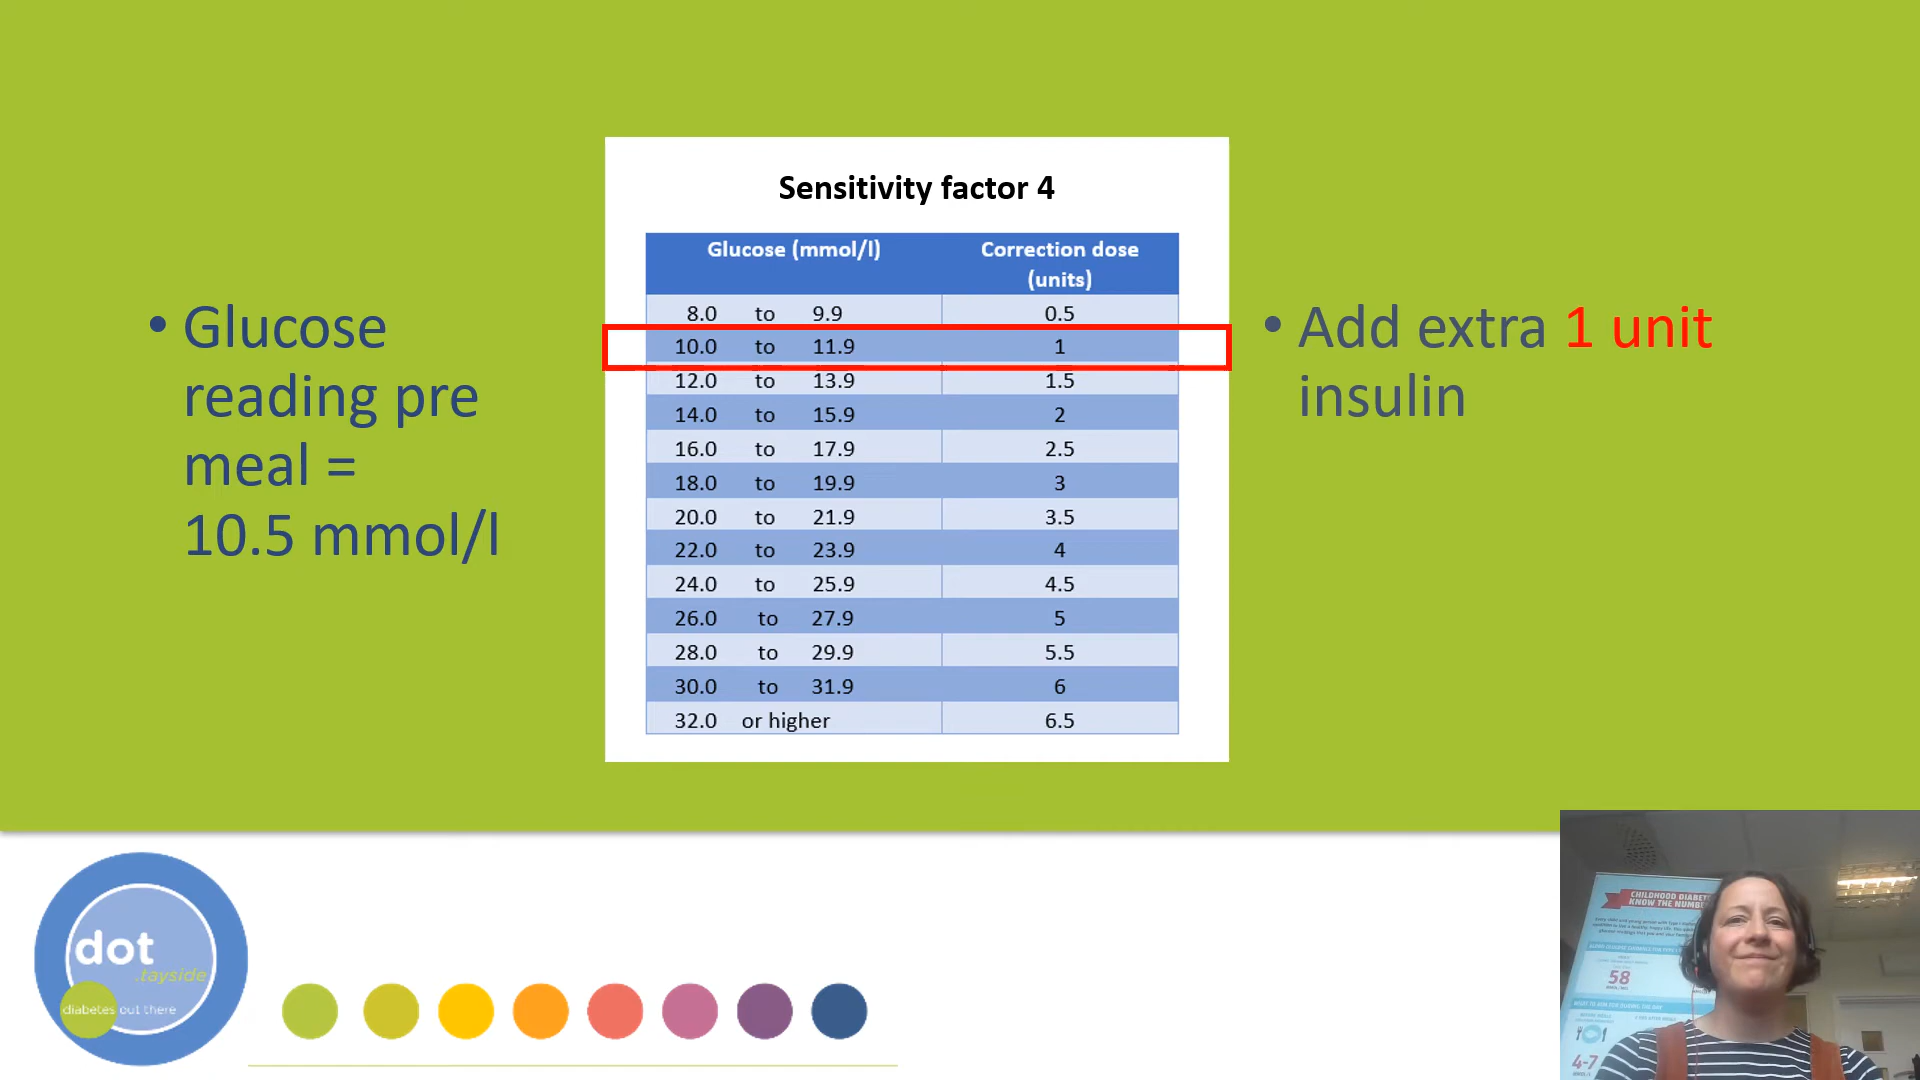 Sensitivity factor 4
Glucose (mmol/l) Correction dose
(units)
8.0 to 9.9 0.5
10.0 to 11.9 1
12.0 to 13.9 1.5
14.0 to 15.9 2
16.0 to 17.9 2.5
18.0 to 19.9 3
20.0 to 21.9 3.5
22.0 to 23.9 4
24.0 to 25.9 4.5
26.0 to 27.9 5
28.0 to 29.9 5.5
30.0 to 31.9 6
32.0 or higher 6.5
• Glucose
reading pre
meal =
10.5 mmol/l
• Add extra 1 unit
insulin
dot
.tayside
diabetes out there
CHILDHOOD
KNOW THE
58
4-7